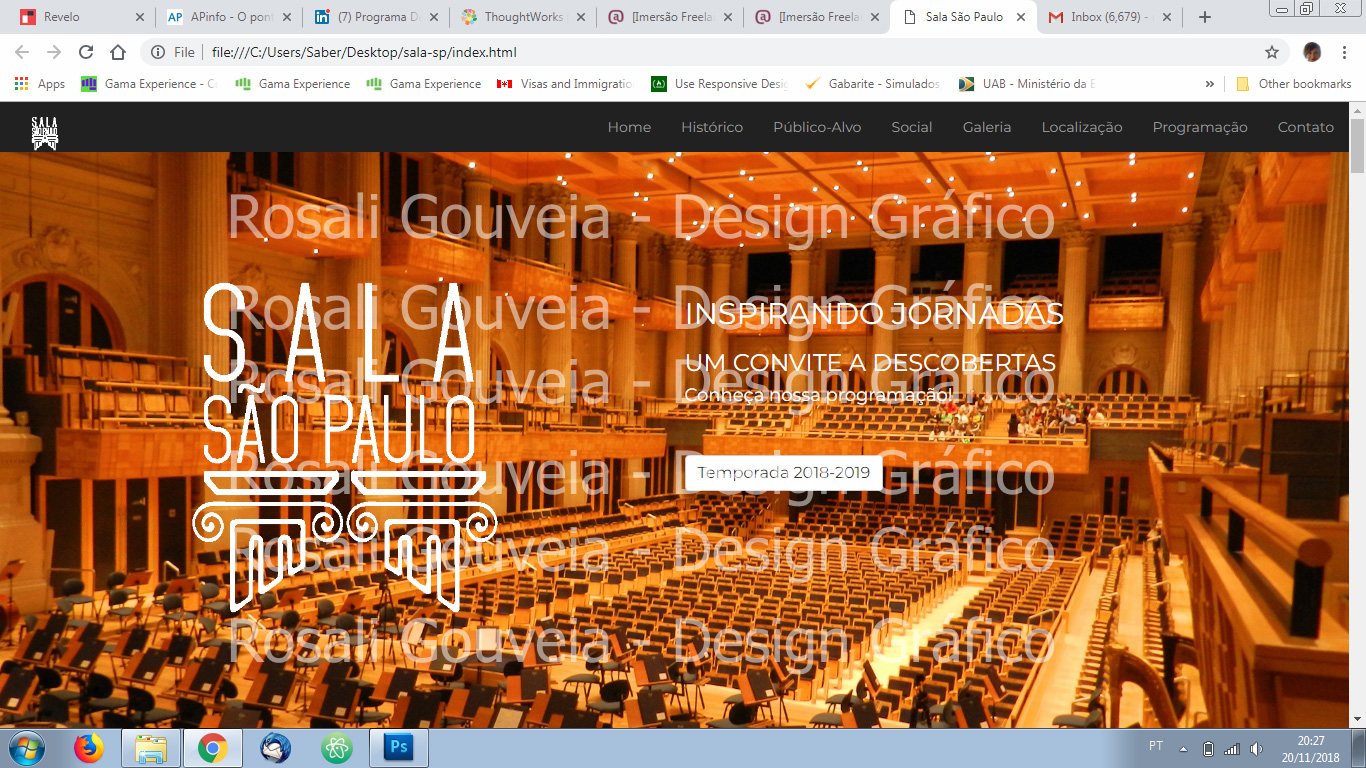 Revelo
APinfo - O pont
(7) Programa De
ThoughtWorks
[Imersão Freela
[Imersão Freela
Sala São Paulo
Inbox (6,679) -
File
file:///C:/Users/Saber/Desktop/sala-sp/index.html
Apps
Gama Experience - Co
Gama Experience
Gama Experience
Visas and Immigratio
Use Responsive Desig
Gabarite - Simulados
UAB - Ministério da E
»
Other bookmarks
SALA
SÃO PAULO
Home
Histórico
Público-Alvo
Social
Galeria
Localização
Programação
Contato
Rosali Gouveia - Design Gráfico
Rosali Gouveia - Design Gráfico
Rosali Gouveia - Design Gráfico
Rosali Gouveia - Design Gráfico
Rosali Gouveia - Design Gráfico
Rosali Gouveia - Design Gráfico
SALA
SÃO PAULO
INSPIRANDO JORNADAS
UM CONVITE A DESCOBERTAS
Conheça nossa programação!
Temporada 2018-2019
Ps
PT
20:27
20/11/2018